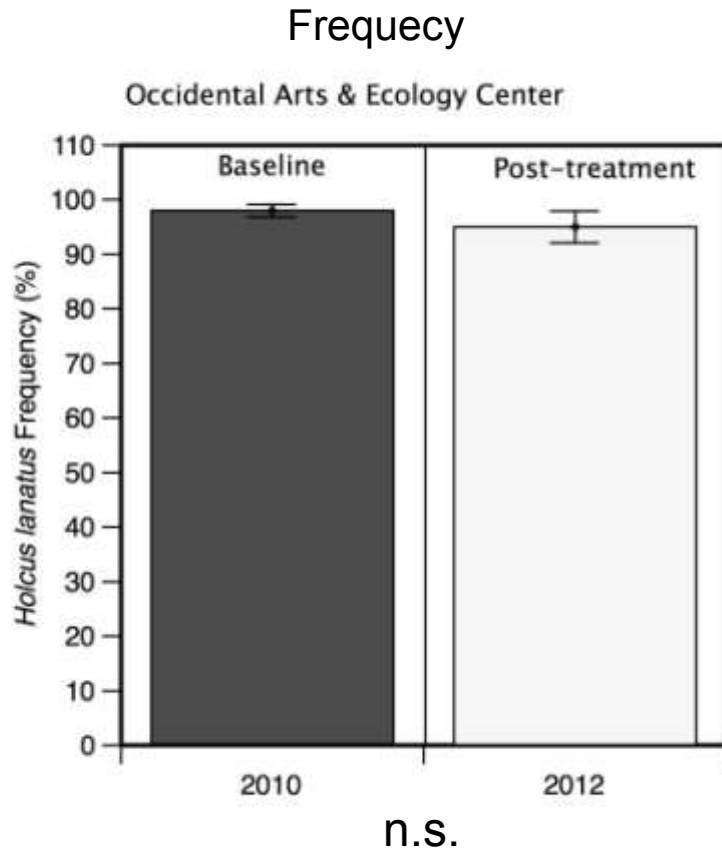 Frequecy
Occidental Arts & Ecology Center
Baseline
Post-treatment
110
100
90
80
70
60
50
40
30
20
10
0
Holcus lanatus Frequency (%)
2010
2012
n.s.